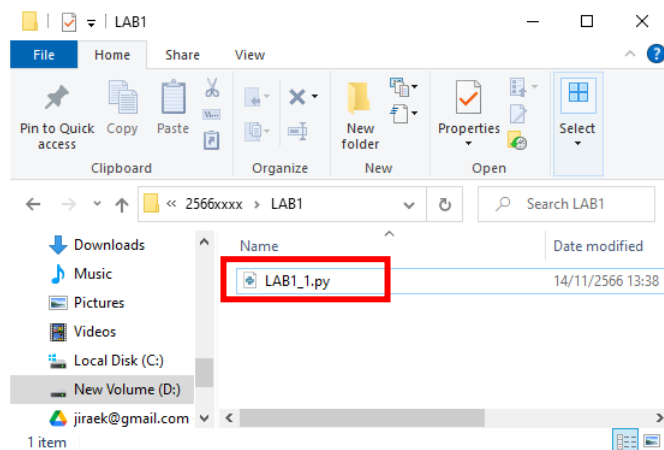 LAB1
File Home Share View
Pin to Quick access Copy Paste
New folder
Properties
Select
Clipboard Organize New Open
« 2566xxxx > LAB1
Search LAB1
Downloads
Music
Pictures
Videos
Local Disk (C:)
New Volume (D:)
jiraek@gmail.com
Name Date modified
LAB1_1.py 14/11/2566 13:38
1 item